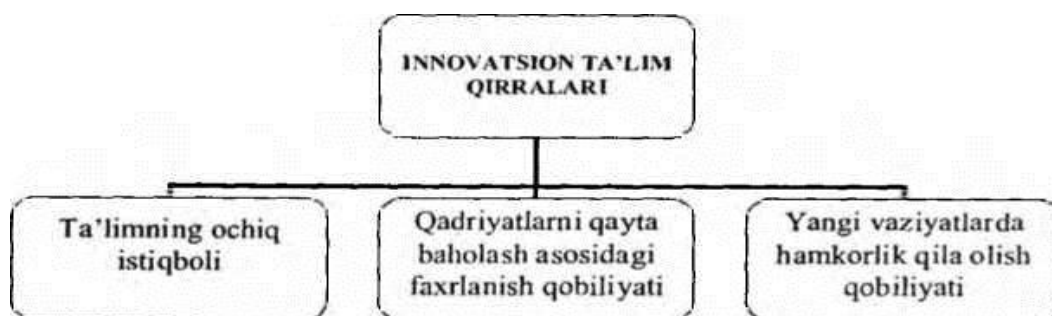 INNOVATSION TA'LIM
QIRRALARI
Ta'limning ochiq
istiqboli
Qadriyatlarni qayta
baholash asosidagi
faxrlanish qobiliyati
Yangi vaziyatlarda
hamkorlik qila olish
qobiliyati